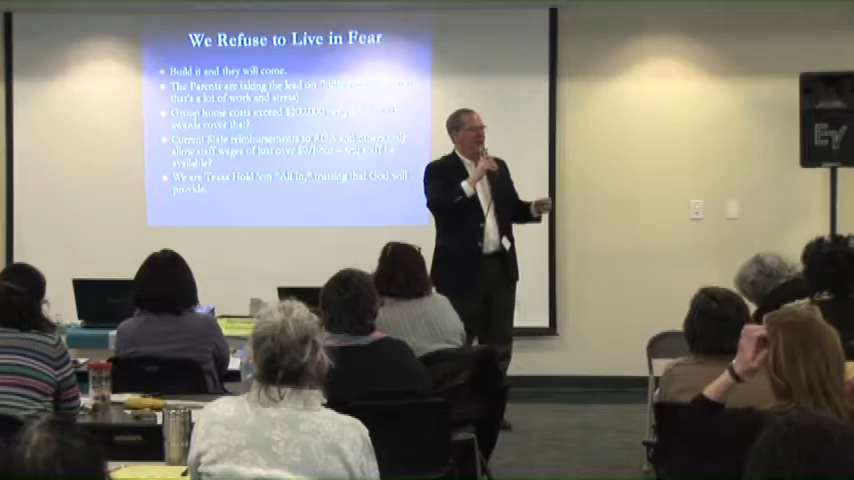 We Refuse to Live in Fear
Build it and they will come.
The Parents are taking the lead on
that's a lot of work and stress)
Group home costs exceed
awards cover that?
Current State reimbursements to and others only
allow staff wages of just over $9/hour – will staff be
available?
We are Texas Hold 'em "All In," trusting that God will
provide.
EV